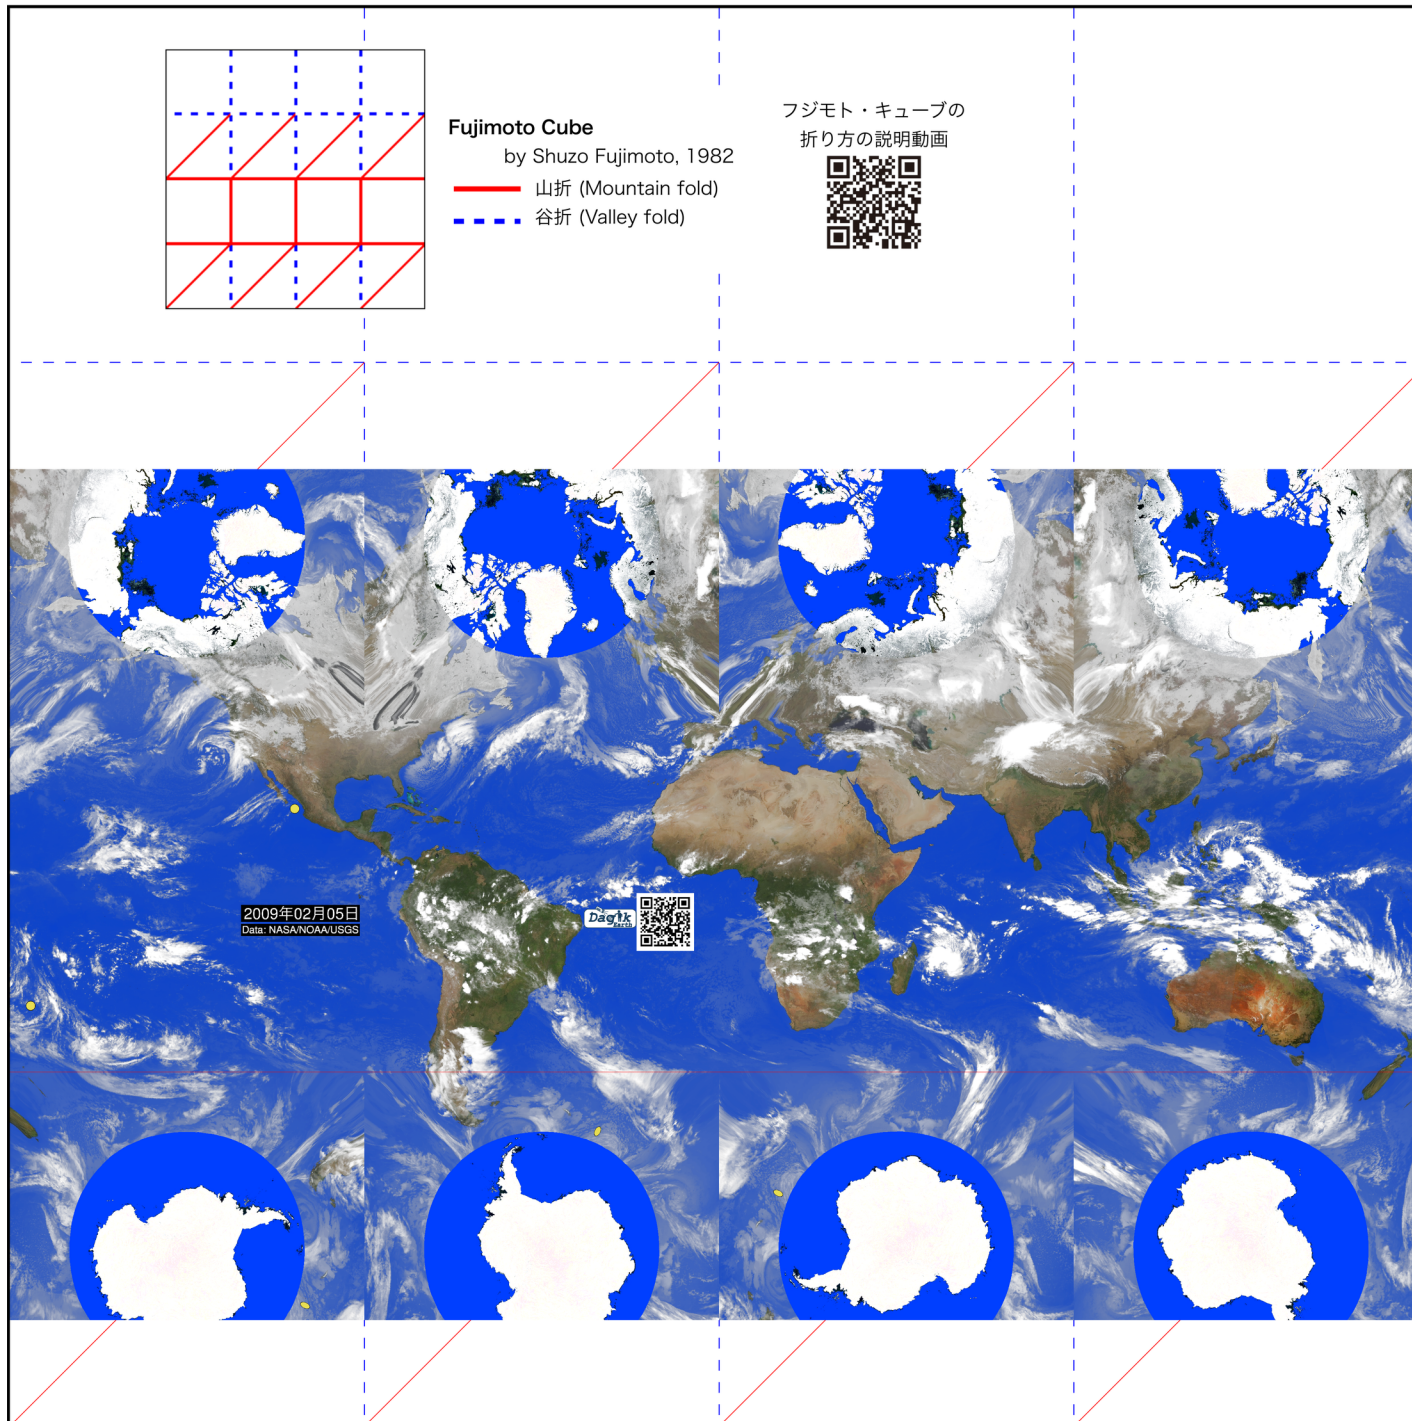 Fujimoto Cube
by Shuzo Fujimoto, 1982
山折 (Mountain fold)
谷折 (Valley fold)
フジモト・キューブの
折り方の説明動画
2009年02月05日
Data: NASA/NOAA/USGS
Dagik
Earth